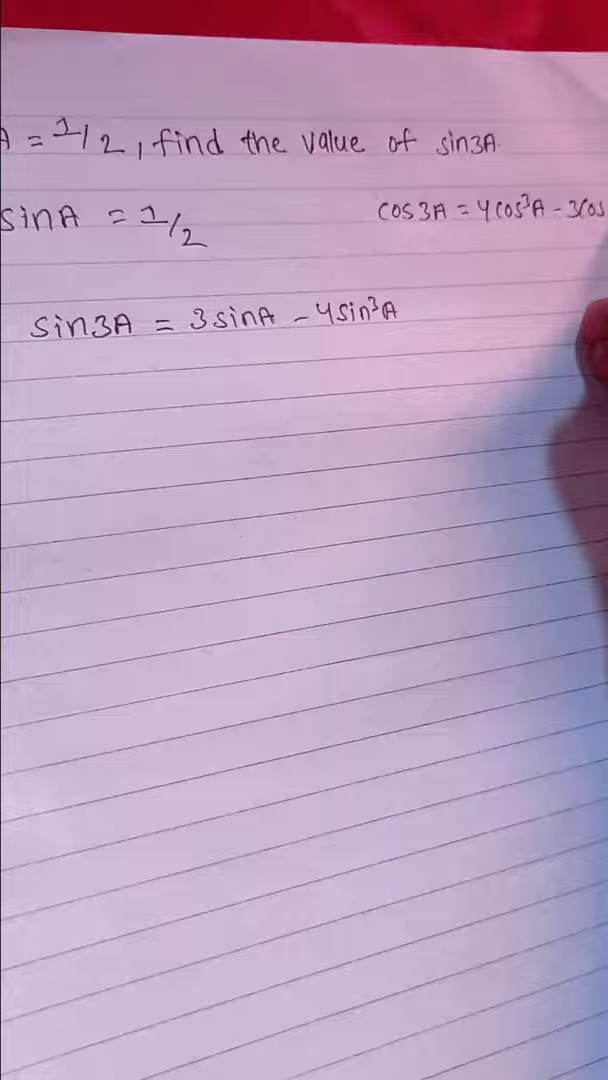 A = 1/2, find the value of sin3A.
sinA = 1/2
cos3A = 4cos³A - 3cos
sin3A = 3sinA - 4sin³A